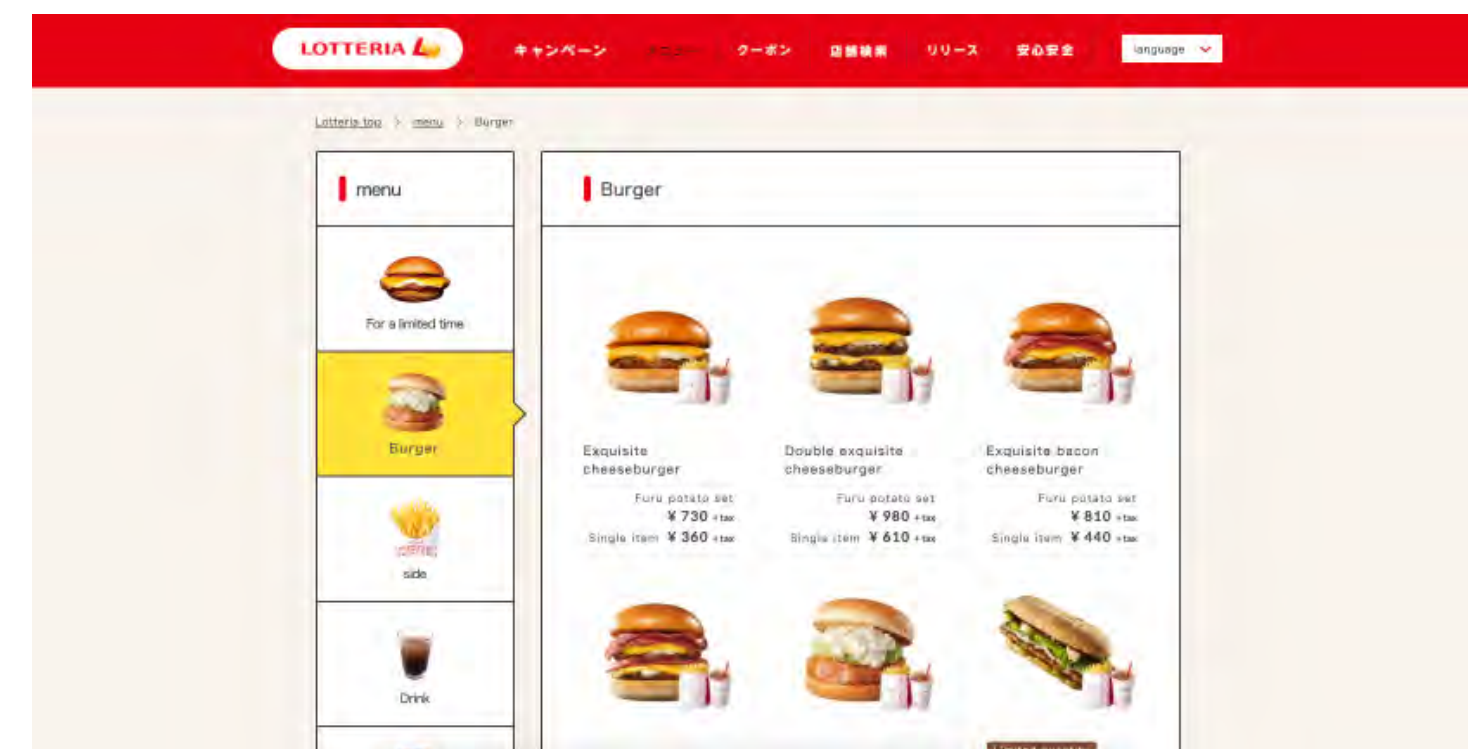 LOTTERIA
キャンペーン
クーポン
店舗検索
リリース
安心安全
language
Lotteria top > menu > Burger
menu
For a limited time
Burger
side
Drink
Burger
Exquisite
cheeseburger
Furu potato set
¥ 730 +tax
Single item ¥ 360 +tax
Double exquisite
cheeseburger
Furu potato set
¥ 980 +tax
Single item ¥ 610 +tax
Exquisite bacon
cheeseburger
Furu potato set
¥ 810 +tax
Single item ¥ 440 +tax